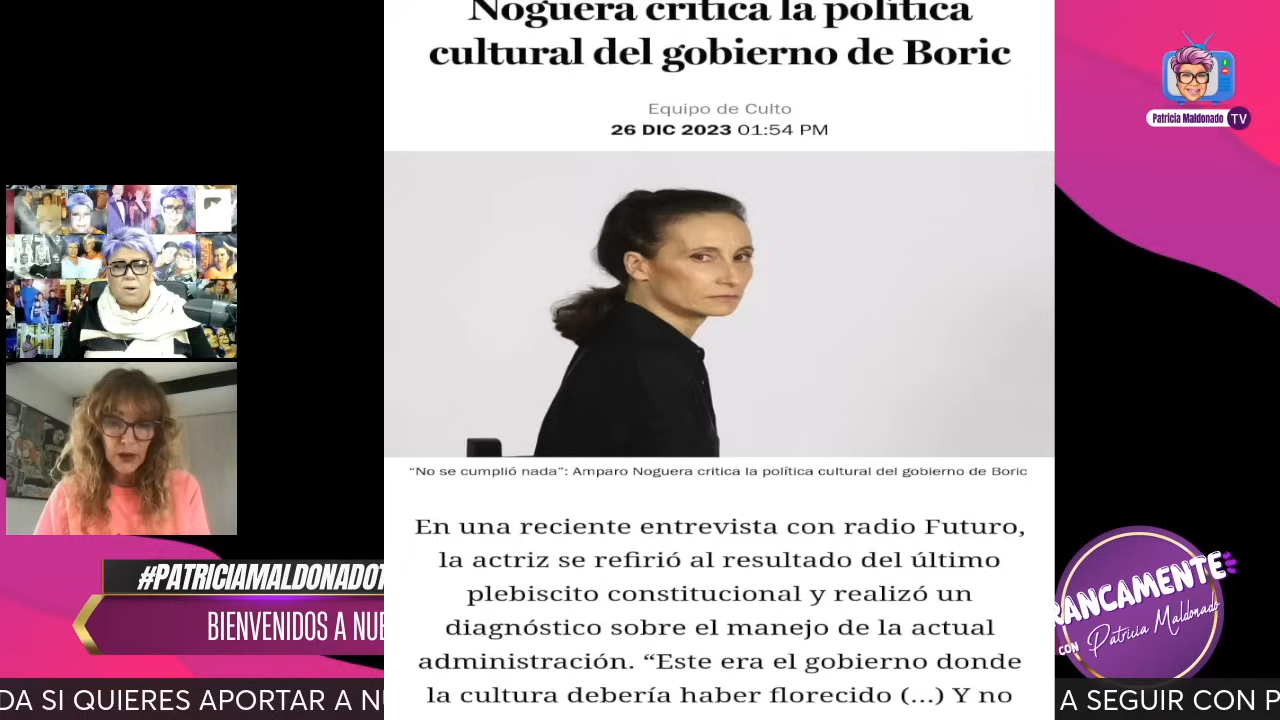 Noguera critica la política
cultural del gobierno de Boric
Equipo de Culto
26 DIC 2023 01:54 PM
“No se cumplió nada”: Amparo Noguera critica la política cultural del gobierno de Boric
En una reciente entrevista con radio Futuro,
la actriz se refirió al resultado del último
plebiscito constitucional y realizó un
diagnóstico sobre el manejo de la actual
administración. “Este era el gobierno donde
la cultura debería haber florecido (...) Y no
Patricia Maldonado TV
#PATRICIAMALDONADOT
BIENVENIDOS A NUE
RANCAMENTE
CON Patricia Maldonado
DA SI QUIERES APORTAR A NU
A SEGUIR CON P